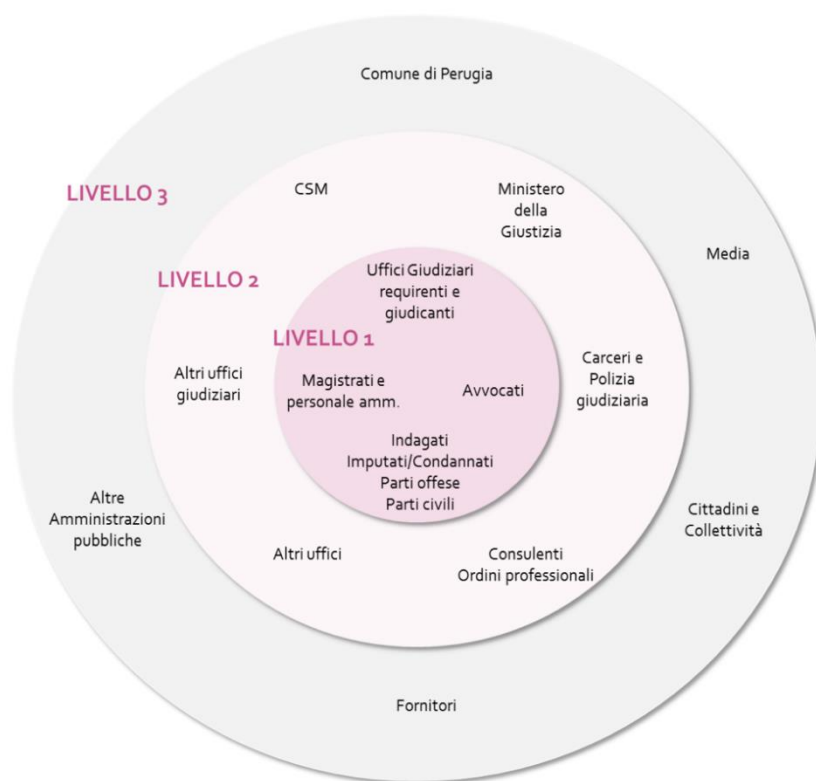 Comune di Perugia
LIVELLO 3
CSM
Ministero
della
Giustizia
Media
LIVELLO 2
Uffici Giudiziari
requirenti e
giudicanti
LIVELLO 1
Altri uffici
giudiziari
Magistrati e
personale amm.
Avvocati
Carceri e
Polizia
giudiziaria
Indagati
Imputati/Condannati
Parti offese
Parti civili
Altre
Amministrazioni
pubbliche
Cittadini e
Collettività
Altri uffici
Consulenti
Ordini professionali
Fornitori